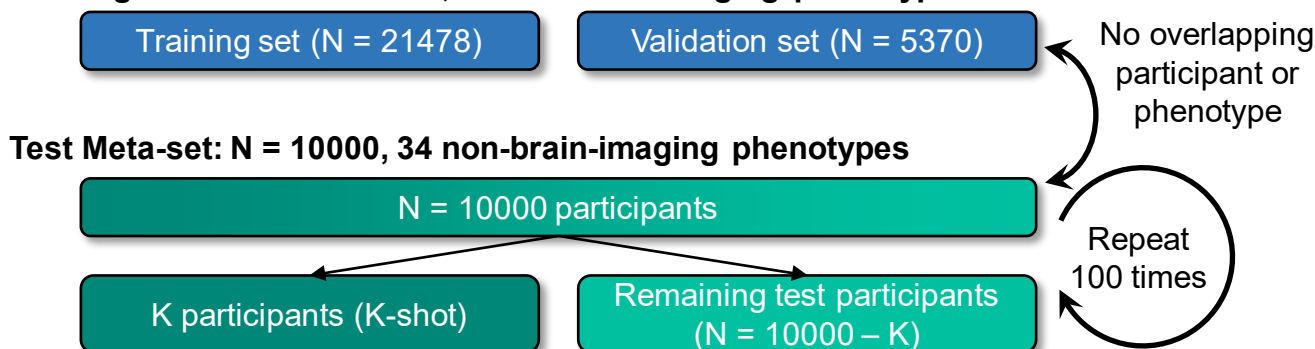 Training set (N = 21478)
Validation set (N = 5370)
No overlapping
participant or
phenotype
Test Meta-set: N = 10000, 34 non-brain-imaging phenotypes
N = 10000 participants
Repeat
100 times
K participants (K-shot)
Remaining test participants
(N = 10000 – K)